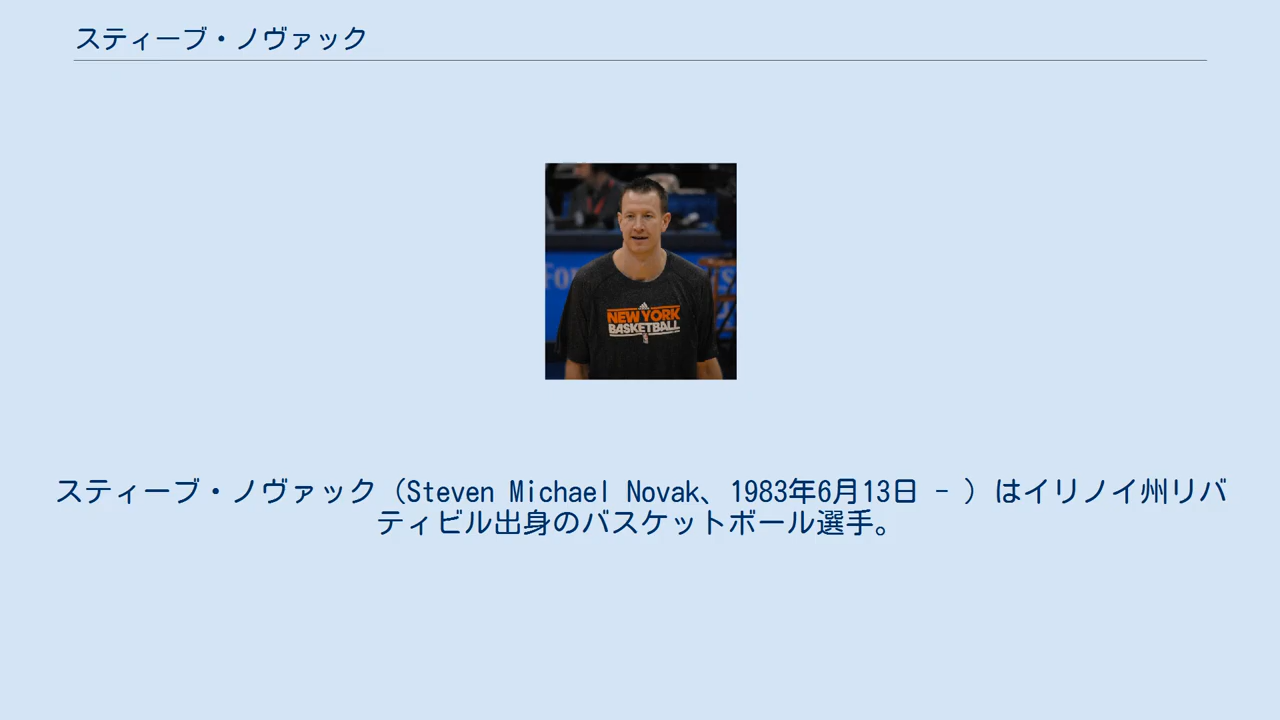 スティーブ・ノヴァック
NEW YORK
BASKETBALL
スティーブ・ノヴァック（Steven Michael Novak、1983年6月13日 - ）はイリノイ州リバ
ティビル出身のバスケットボール選手。